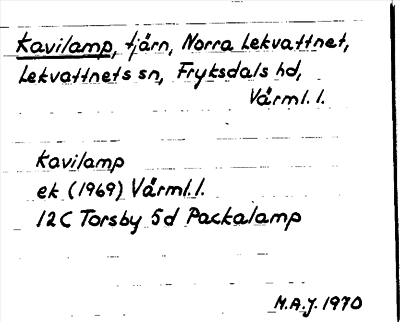 Kavilamp, tjärn, Norra Lekvattnet,
Lekvattnets sn, Fryksdals hd,
Värml. l.
Kavilamp
ek (1969) Värml. l.
12C Torsby 5d Packalamp
M.A.J. 1970